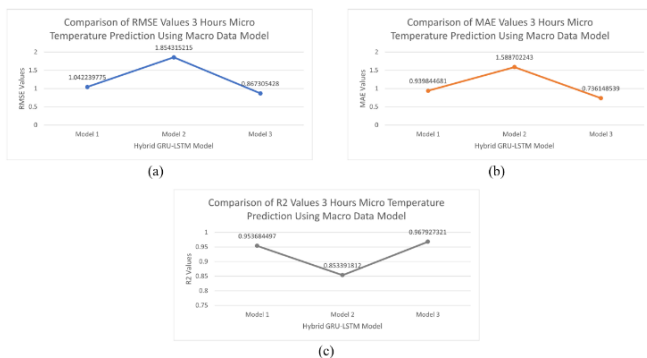 Comparison of RMSE Values 3 Hours Micro
Temperature Prediction Using Macro Data Model
2
1.5
1
0.5
0
RMSE Values
1.042239775
1.854315215
0.867305428
Model 1
Model 2
Model 3
Hybrid GRU-LSTM Model
(a)
Comparison of MAE Values 3 Hours Micro
Temperature Prediction Using Macro Data Model
2
1.5
1
0.5
0
MAE Values
0.939844681
1.588702243
0.736148539
Model 1
Model 2
Model 3
Hybrid GRU-LSTM Model
(b)
Comparison of R2 Values 3 Hours Micro Temperature
Prediction Using Macro Data Model
1
0.95
0.9
0.85
0.8
0.75
R2 Values
0.953684497
0.853391812
0.967927321
Model 1
Model 2
Model 3
Hybrid GRU-LSTM Model
(c)